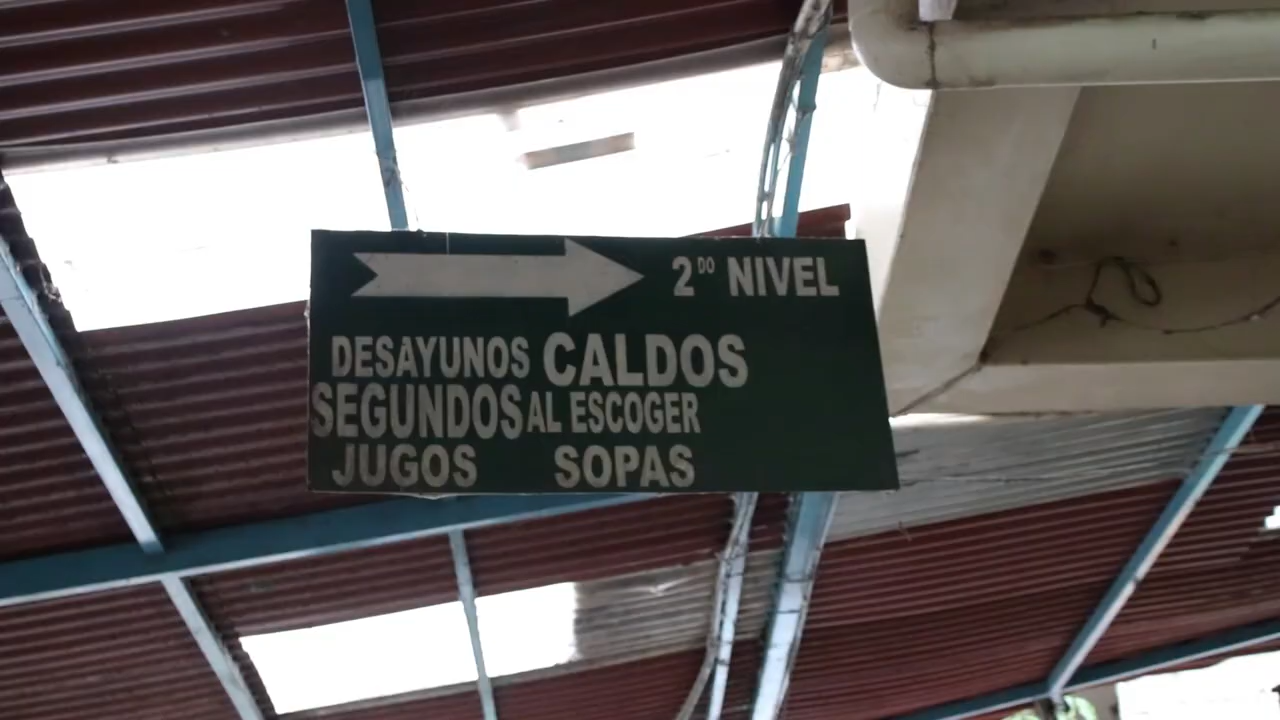 2DO NIVEL
DESAYUNOS CALDOS
SEGUNDOS AL ESCOGER
JUGOS SOPAS